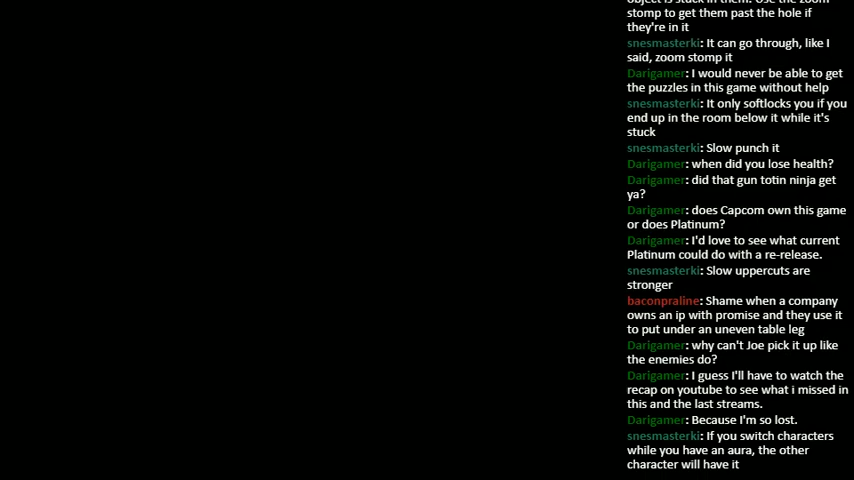 object is stuck in them. Use the zoom
stomp to get them past the hole if
they're in it
snesmasterki: It can go through, like I
said, zoom stomp it
Darigamer: I would never be able to get
the puzzles in this game without help
snesmasterki: It only softlocks you if you
end up in the room below it while it's
stuck
snesmasterki: Slow punch it
Darigamer: when did you lose health?
Darigamer: did that gun totin ninja get
ya?
Darigamer: does Capcom own this game
or does Platinum?
Darigamer: I'd love to see what current
Platinum could do with a re-release.
snesmasterki: Slow uppercuts are
stronger
baconpraline: Shame when a company
owns an ip with promise and they use it
to put under an uneven table leg
Darigamer: why can't Joe pick it up like
the enemies do?
Darigamer: I guess I'll have to watch the
recap on youtube to see what i missed in
this and the last streams.
Darigamer: Because I'm so lost.
snesmasterki: If you switch characters
while you have an aura, the other
character will have it